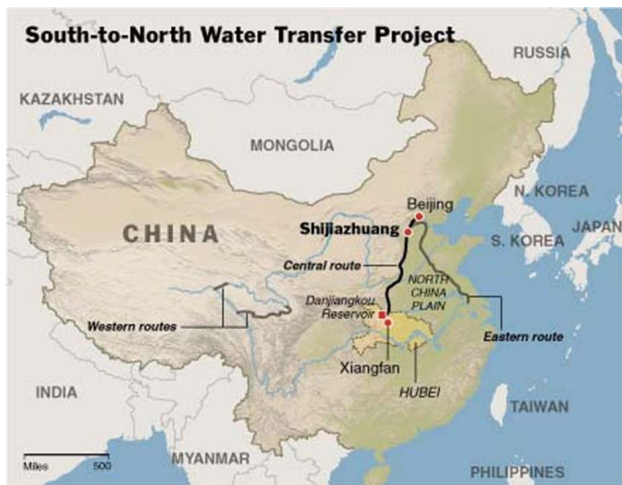 South-to-North Water Transfer Project
RUSSIA
KAZAKHSTAN
MONGOLIA
N. KOREA
Beijing
CHINA
Shijiazhuang
S. KOREA
JAPAN
Central route
NORTH
CHINA
PLAIN
Danjiangkou
Reservoir
Western routes
Eastern route
Xiangfan
HUBEI
INDIA
TAIWAN
MYANMAR
Miles
500
PHILIPPINES